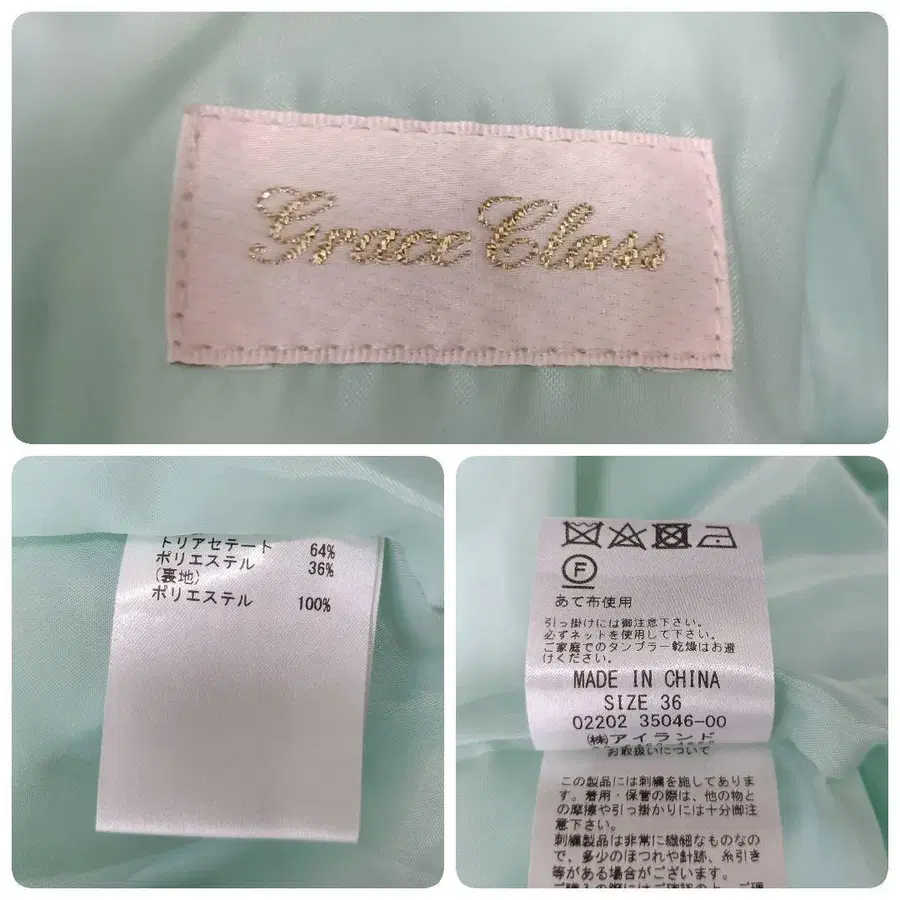 Grace Class
トリアセテート 64%
ポリエステル 36%
(裏地)
ポリエステル 100%
F
あて布使用
引っ掛けには御注意下さい。
必ずネットを使用して下さい。
ご家庭でのタンブラー乾燥はお避
けください。
MADE IN CHINA
SIZE 36
02202 35046-00
(株)アイランド
お取扱いについて
この製品には刺繍を施してありま
す。着用・保管の際は、他の物と
の摩擦や引っ掛かりには十分御注
意下さい。
刺繍製品は非常に繊細なものなの
で、多少のほつれや針跡、糸引き
等がある場合がございます。